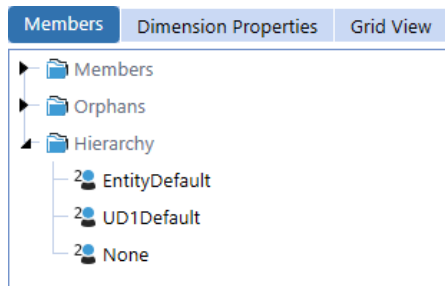 Members Dimension Properties Grid View
Members
Orphans
Hierarchy
2 EntityDefault
2 UD1Default
2 None